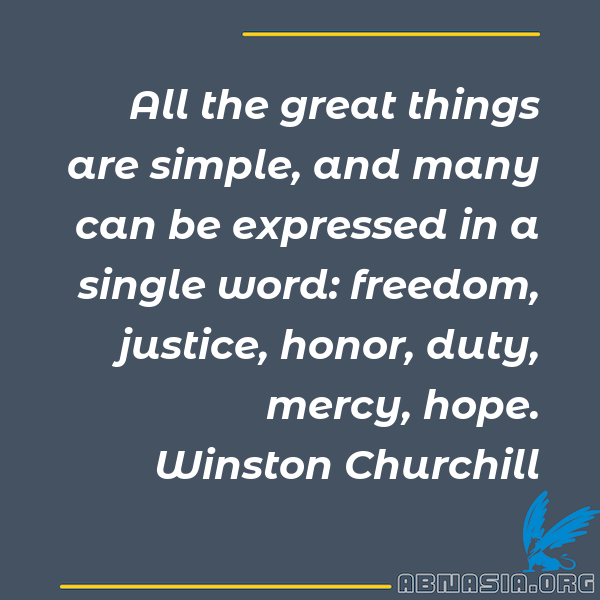 All the great things
are simple, and many
can be expressed in a
single word: freedom,
justice, honor, duty,
mercy, hope.
Winston Churchill
ABNASIA.ORG